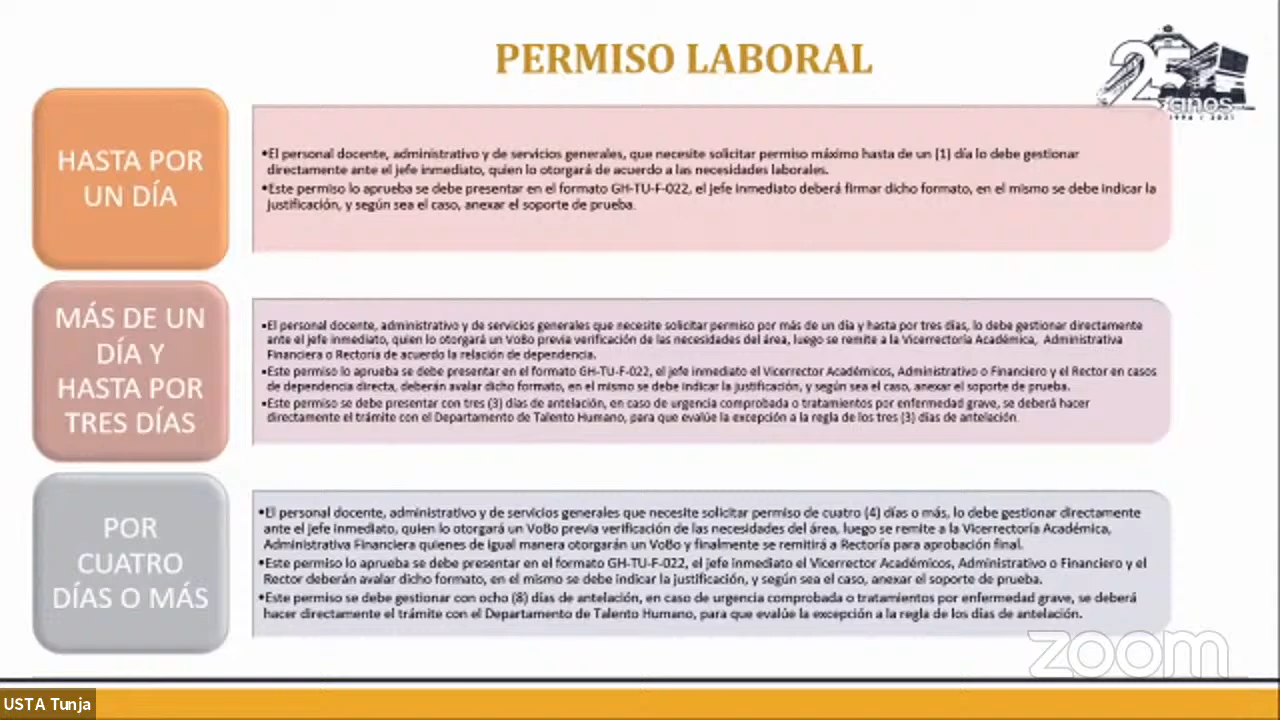 PERMISO LABORAL
25 años
1996 / 2021
HASTA POR
UN DÍA
•El personal docente, administrativo y de servicios generales, que necesite solicitar permiso máximo hasta de un (1) día lo debe gestionar
directamente ante el jefe inmediato, quien lo otorgará de acuerdo a las necesidades laborales.
•Este permiso lo aprueba se debe presentar en el formato GH-TU-F-022, el jefe inmediato deberá firmar dicho formato, en el mismo se debe indicar la
justificación, y según sea el caso, anexar el soporte de prueba.
MÁS DE UN
DÍA Y
HASTA POR
TRES DÍAS
•El personal docente, administrativo y de servicios generales que necesite solicitar permiso por más de un día y hasta por tres días, lo debe gestionar directamente
ante el jefe inmediato, quien lo otorgará un VoBo previa verificación de las necesidades del área, luego se remite a la Vicerrectoría Académica, Administrativa
Financiera o Rectoría de acuerdo la relación de dependencia.
•Este permiso lo aprueba se debe presentar en el formato GH-TU-F-022, el jefe inmediato el Vicerrector Académicos, Administrativo o Financiero y el Rector en casos
de dependencia directa, deberán avalar dicho formato, en el mismo se debe indicar la justificación, y según sea el caso, anexar el soporte de prueba.
•Este permiso se debe presentar con tres (3) días de antelación, en caso de urgencia comprobada o tratamientos por enfermedad grave, se deberá hacer
directamente el trámite con el Departamento de Talento Humano, para que evalúe la excepción a la regla de los tres (3) días de antelación.
POR
CUATRO
DÍAS O MÁS
•El personal docente, administrativo y de servicios generales que necesite solicitar permiso de cuatro (4) días o más, lo debe gestionar directamente
ante el jefe inmediato, quien lo otorgará un VoBo previa verificación de las necesidades del área, luego se remite a la Vicerrectoría Académica,
Administrativa Financiera quienes de igual manera otorgarán un VoBo y finalmente se remitirá a Rectoría para aprobación final.
•Este permiso lo aprueba se debe presentar en el formato GH-TU-F-022, el jefe inmediato el Vicerrector Académicos, Administrativo o Financiero y el
Rector deberán avalar dicho formato, en el mismo se debe indicar la justificación, y según sea el caso, anexar el soporte de prueba.
•Este permiso se debe gestionar con ocho (8) días de antelación, en caso de urgencia comprobada o tratamientos por enfermedad grave, se deberá
hacer directamente el trámite con el Departamento de Talento Humano, para que evalúe la excepción a la regla de los días de antelación.
zoom
USTA Tunja